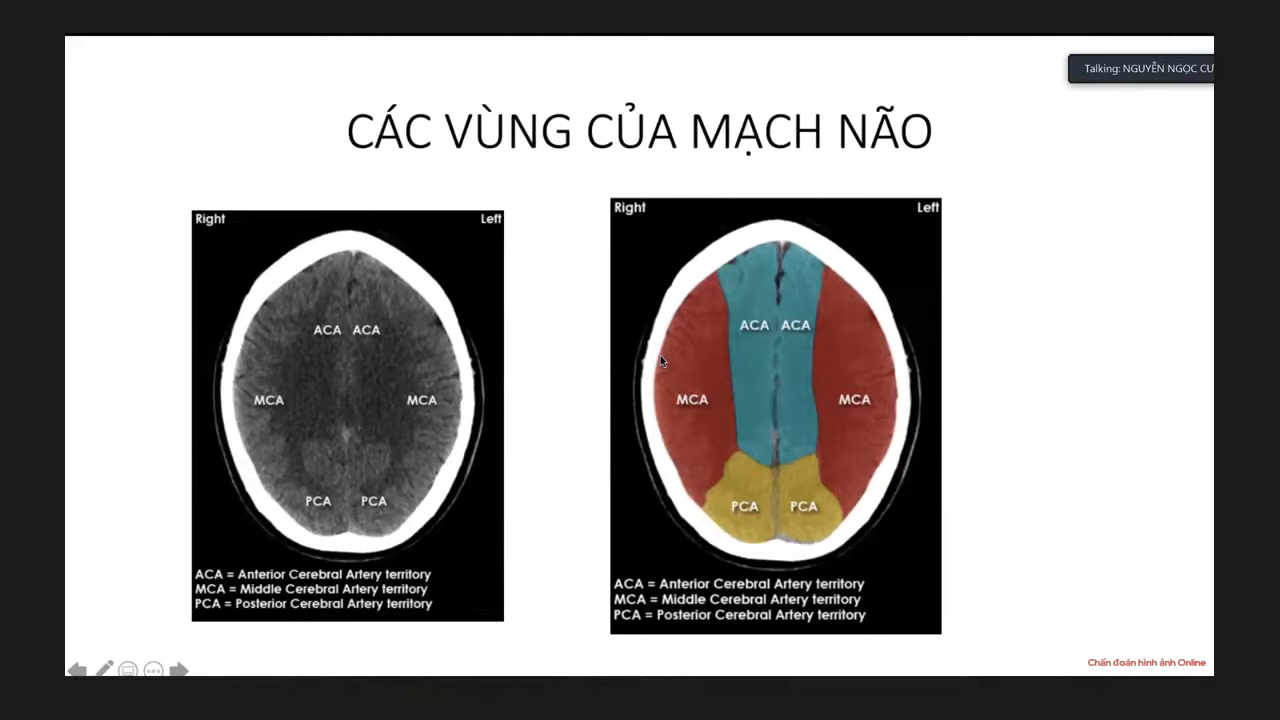 Talking: NGUYỄN NGỌC CƯ
CÁC VÙNG CỦA MẠCH NÃO
Right Left
ACA ACA
MCA MCA
PCA PCA
ACA = Anterior Cerebral Artery territory
MCA = Middle Cerebral Artery territory
PCA = Posterior Cerebral Artery territory
Right Left
ACA ACA
MCA MCA
PCA PCA
ACA = Anterior Cerebral Artery territory
MCA = Middle Cerebral Artery territory
PCA = Posterior Cerebral Artery territory
Chẩn đoán hình ảnh Online